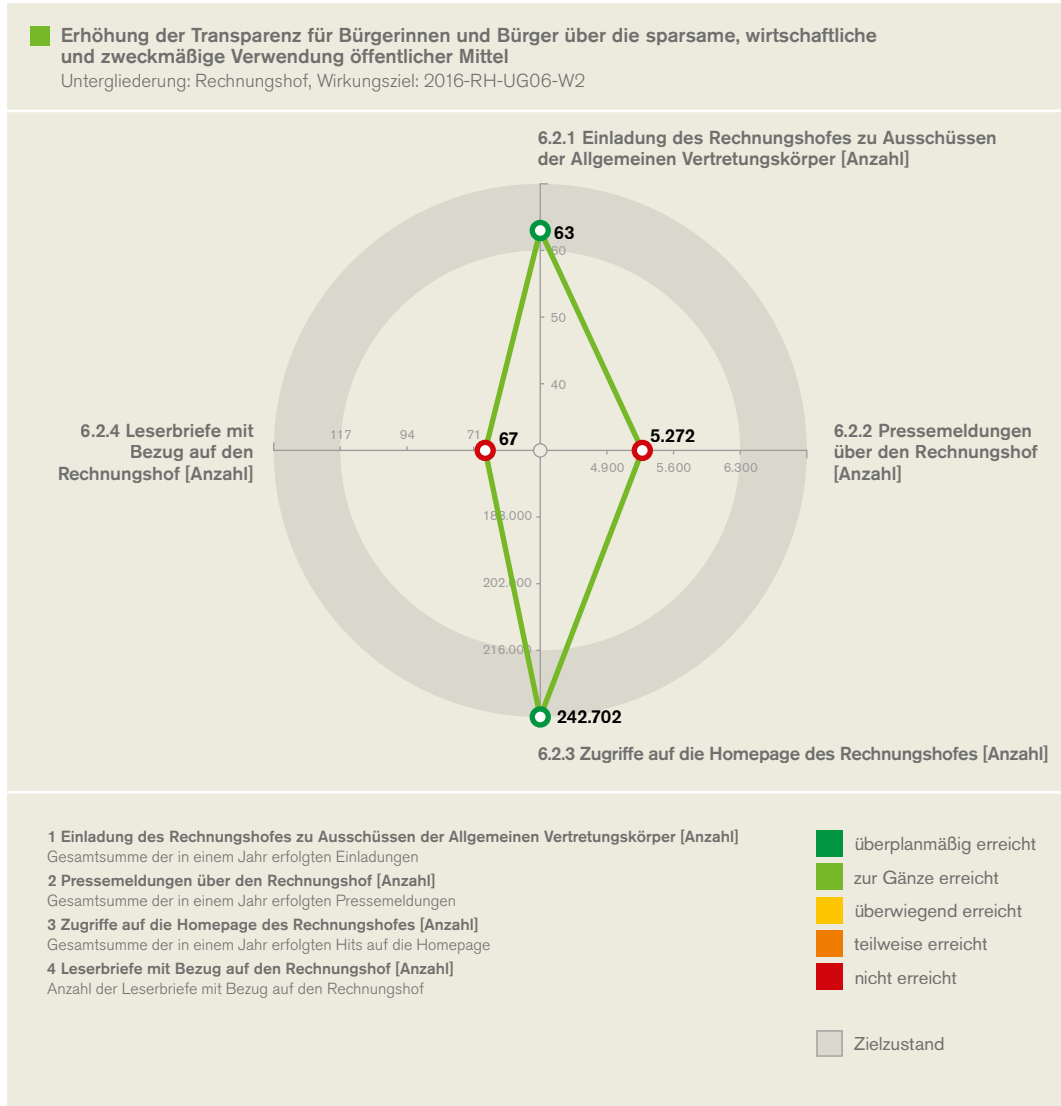 Erhöhung der Transparenz für Bürgerinnen und Bürger über die sparsame, wirtschaftliche
und zweckmäßige Verwendung öffentlicher Mittel
Untergliederung: Rechnungshof, Wirkungsziel: 2016-RH-UG06-W2
6.2.1 Einladung des Rechnungshofes zu Ausschüssen
der Allgemeinen Vertretungskörper [Anzahl]
63
60
50
40
6.2.4 Leserbriefe mit
Bezug auf den
Rechnungshof [Anzahl]
117
94
71
67
5.272
4.900
5.600
6.300
6.2.2 Pressemeldungen
über den Rechnungshof
[Anzahl]
188.000
202.000
216.000
242.702
6.2.3 Zugriffe auf die Homepage des Rechnungshofes [Anzahl]
1 Einladung des Rechnungshofes zu Ausschüssen der Allgemeinen Vertretungskörper [Anzahl]
Gesamtsumme der in einem Jahr erfolgten Einladungen
2 Pressemeldungen über den Rechnungshof [Anzahl]
Gesamtsumme der in einem Jahr erfolgten Pressemeldungen
3 Zugriffe auf die Homepage des Rechnungshofes [Anzahl]
Gesamtsumme der in einem Jahr erfolgten Hits auf die Homepage
4 Leserbriefe mit Bezug auf den Rechnungshof [Anzahl]
Anzahl der Leserbriefe mit Bezug auf den Rechnungshof
überplanmäßig erreicht
zur Gänze erreicht
überwiegend erreicht
teilweise erreicht
nicht erreicht
Zielzustand